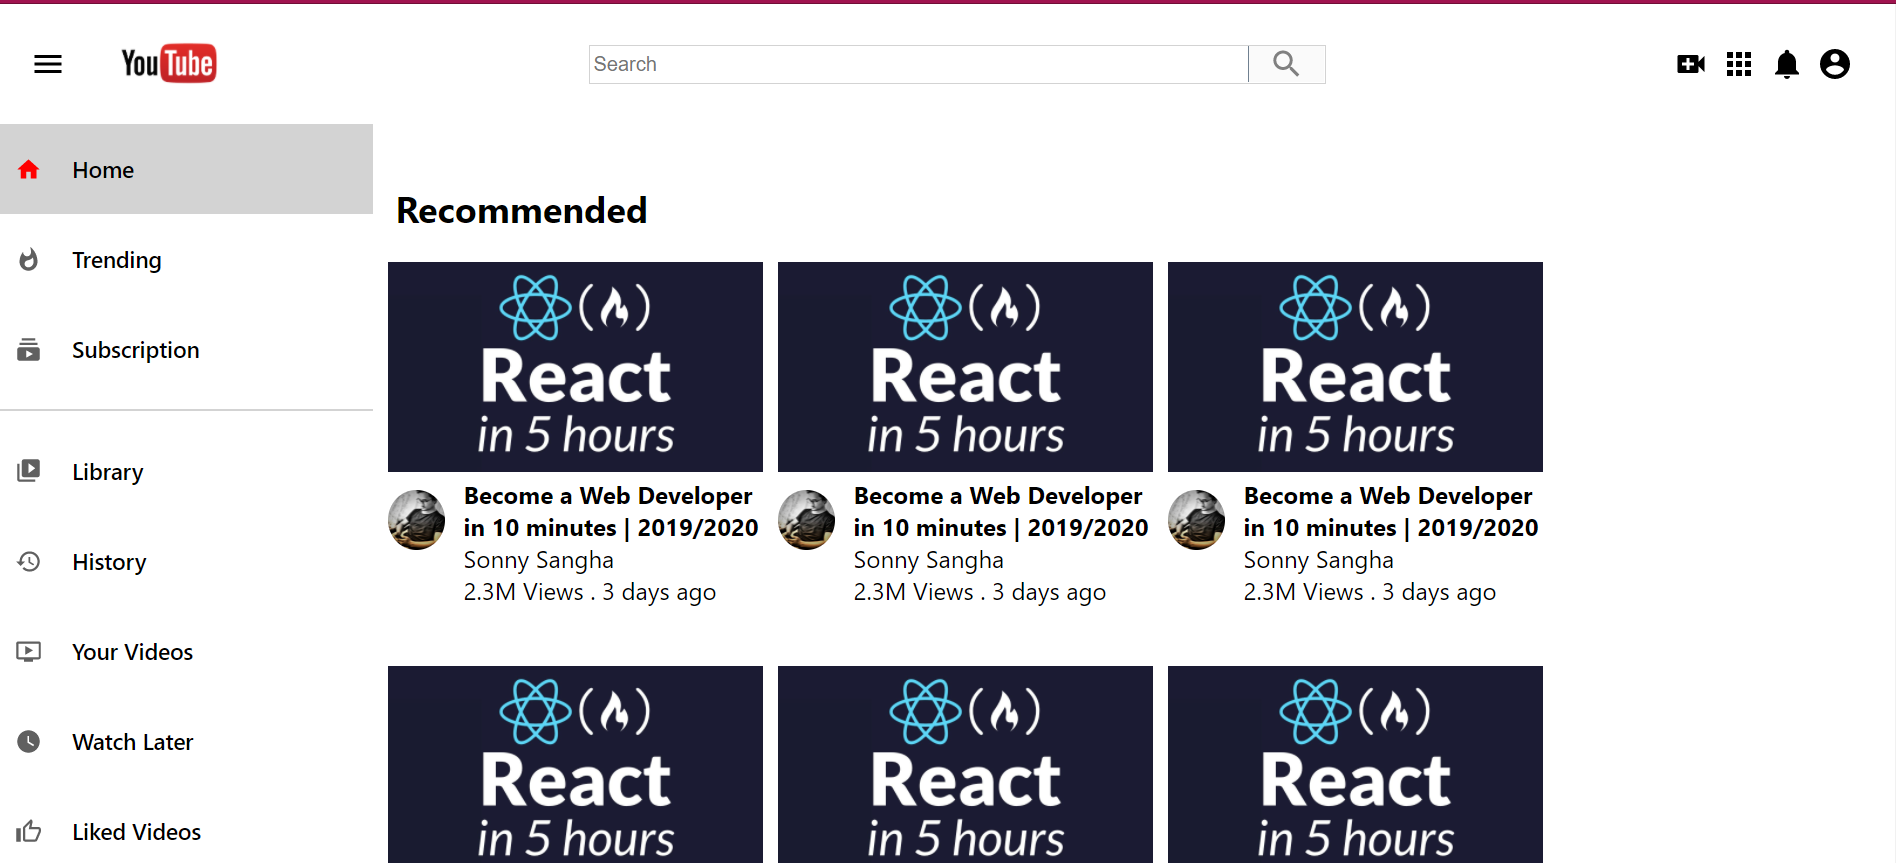 YouTube
Search
Home
Trending
Subscription
Library
History
Your Videos
Watch Later
Liked Videos
Recommended
React
in 5 hours
React
in 5 hours
React
in 5 hours
Become a Web Developer
in 10 minutes | 2019/2020
Sonny Sangha
2.3M Views . 3 days ago
Become a Web Developer
in 10 minutes | 2019/2020
Sonny Sangha
2.3M Views . 3 days ago
Become a Web Developer
in 10 minutes | 2019/2020
Sonny Sangha
2.3M Views . 3 days ago
React
in 5 hours
React
in 5 hours
React
in 5 hours